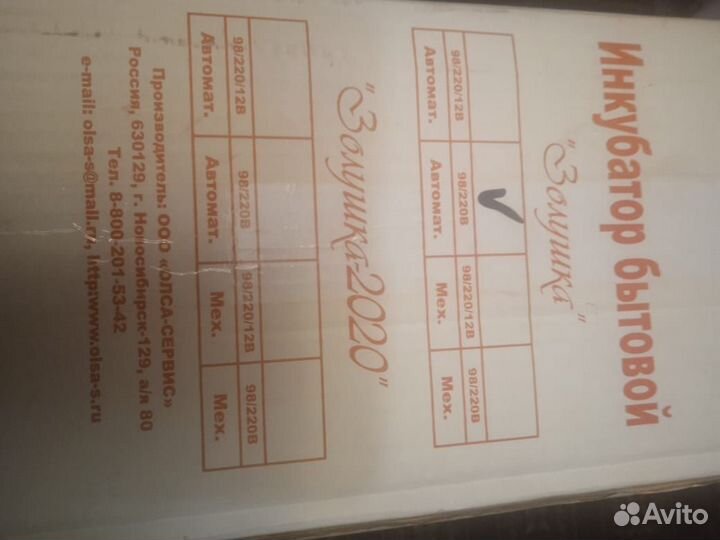 Инкубатор бытовой
"Золушка"
98/220/12В 98/220В 98/220/12В 98/220В
Автомат. Автомат. Мех. Мех.
"Золушка-2020"
98/220/12В 98/220В 98/220/12В 98/220В
Автомат. Автомат. Мех. Мех.
Производитель: ООО «ОЛСА-СЕРВИС»
Россия, 630129, г. Новосибирск-129, а/я 80
Тел. 8-800-201-53-42
e-mail: olsa-s@mail.ru, http:www.olsa-s.ru
Avito